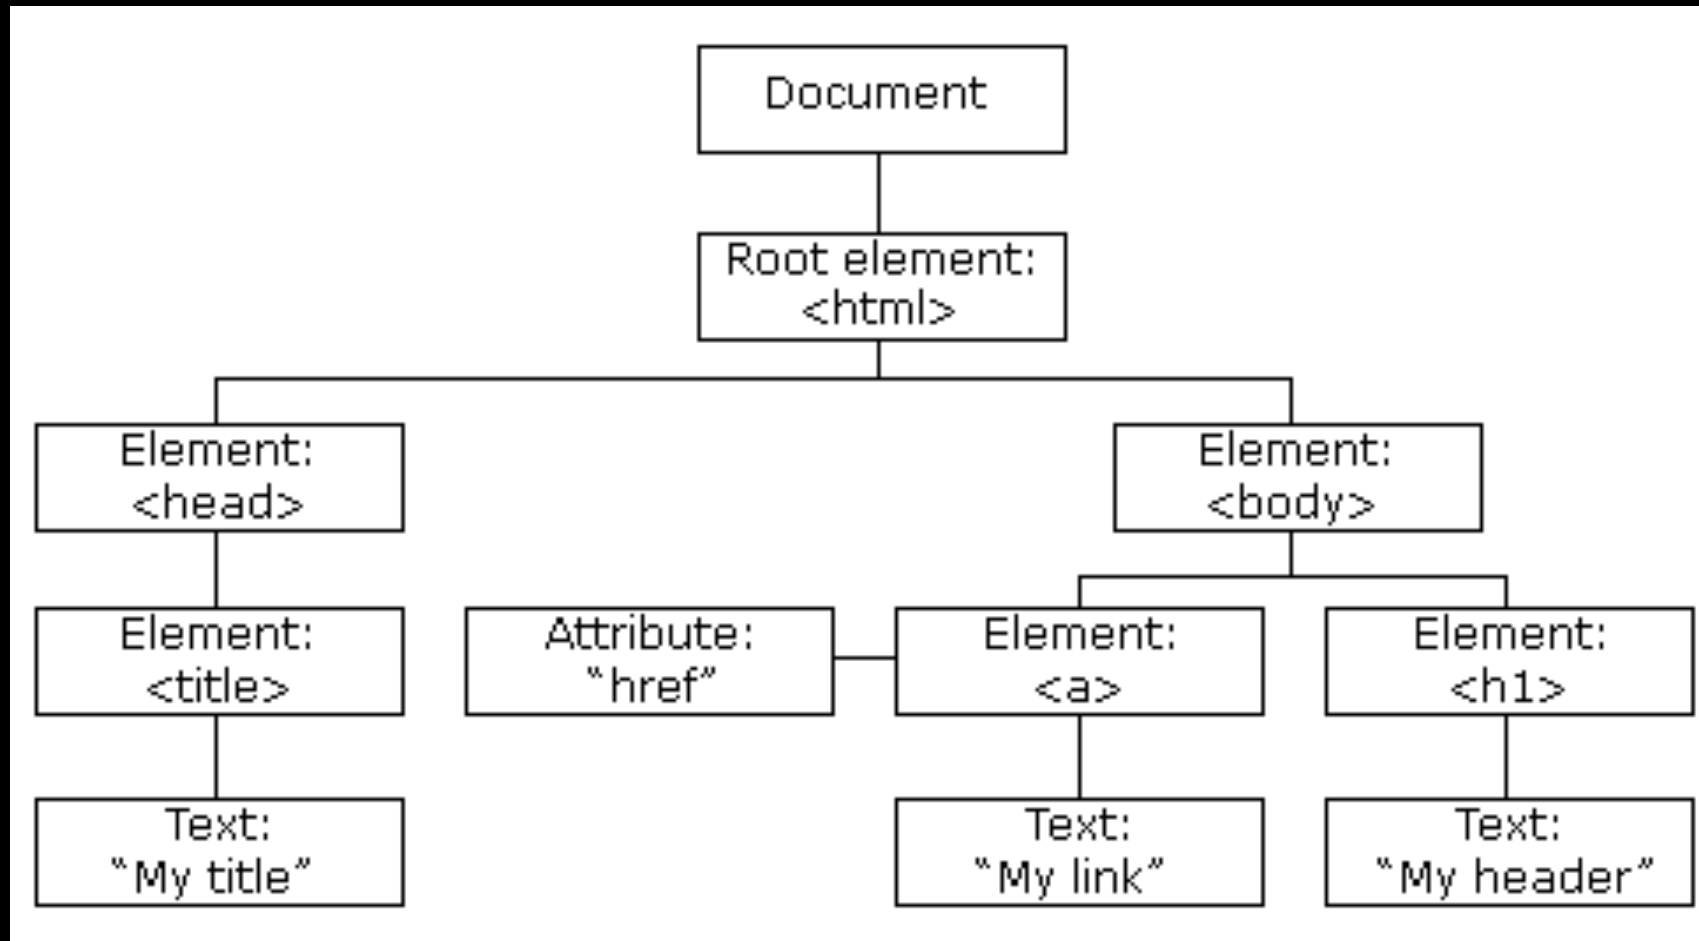 Document
Root element:
<html>
Element:
<head>
Element:
<body>
Element:
<title>
Attribute:
“href”
Element:
<a>
Element:
<h1>
Text:
“My title”
Text:
“My link”
Text:
“My header”